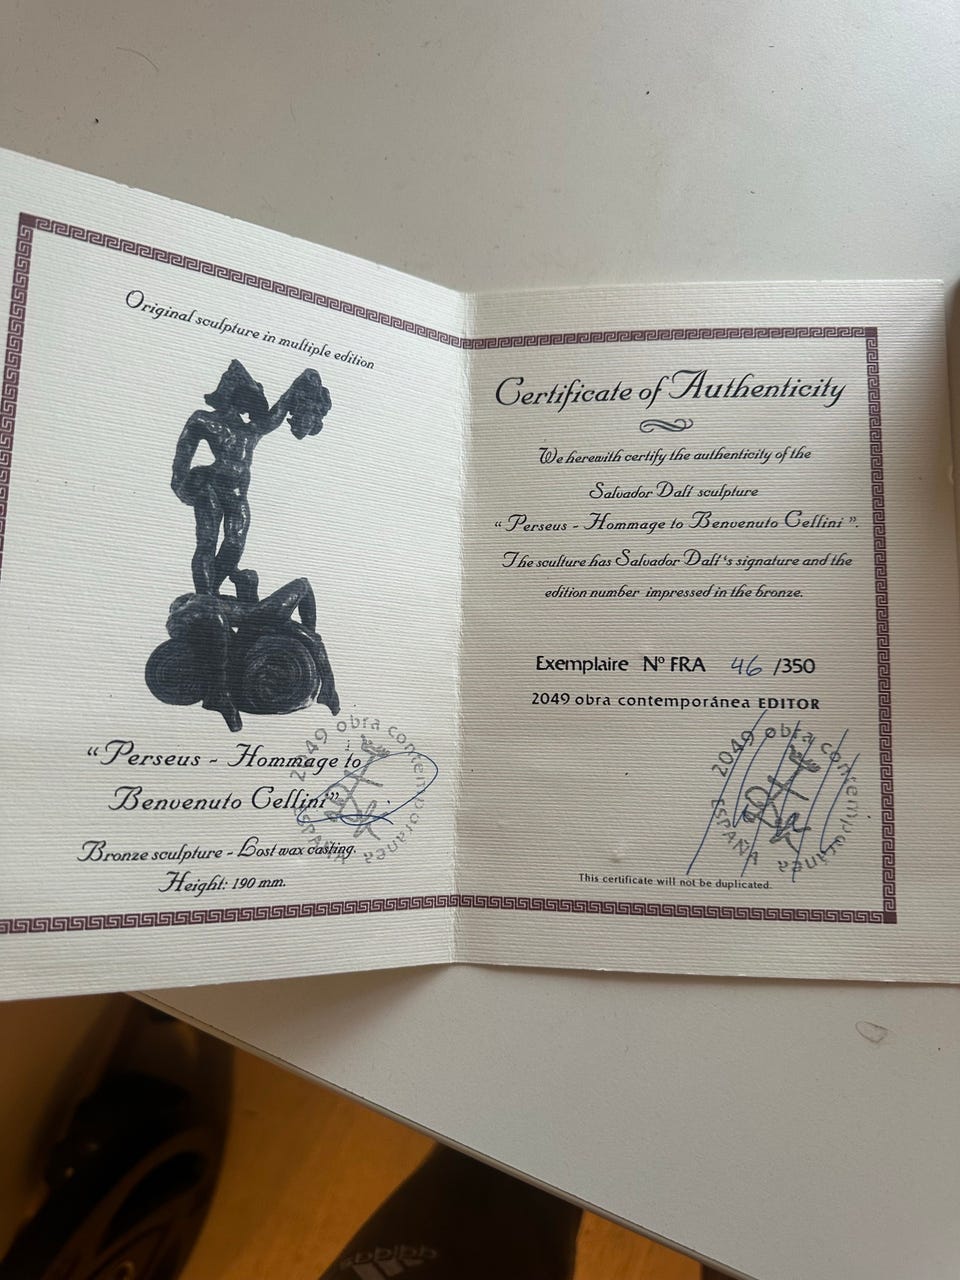 Original sculpture in multiple edition
“Perseus - Hommage to
Benvenuto Cellini”
Bronze sculpture - Lost wax casting.
Height: 190 mm.
2049 obra contemporánea
ESPAÑA
Certificate of Authenticity
We herewith certify the authenticity of the
Salvador Dalí sculpture
“ Perseus - Hommage to Benvenuto Cellini ”.
The sculture has Salvador Dalí‘s signature and the
edition number impressed in the bronze.
Exemplaire Nº FRA 46 /350
2049 obra contemporánea EDITOR
2049 obra contemporánea
ESPAÑA
This certificate will not be duplicated.
adidas